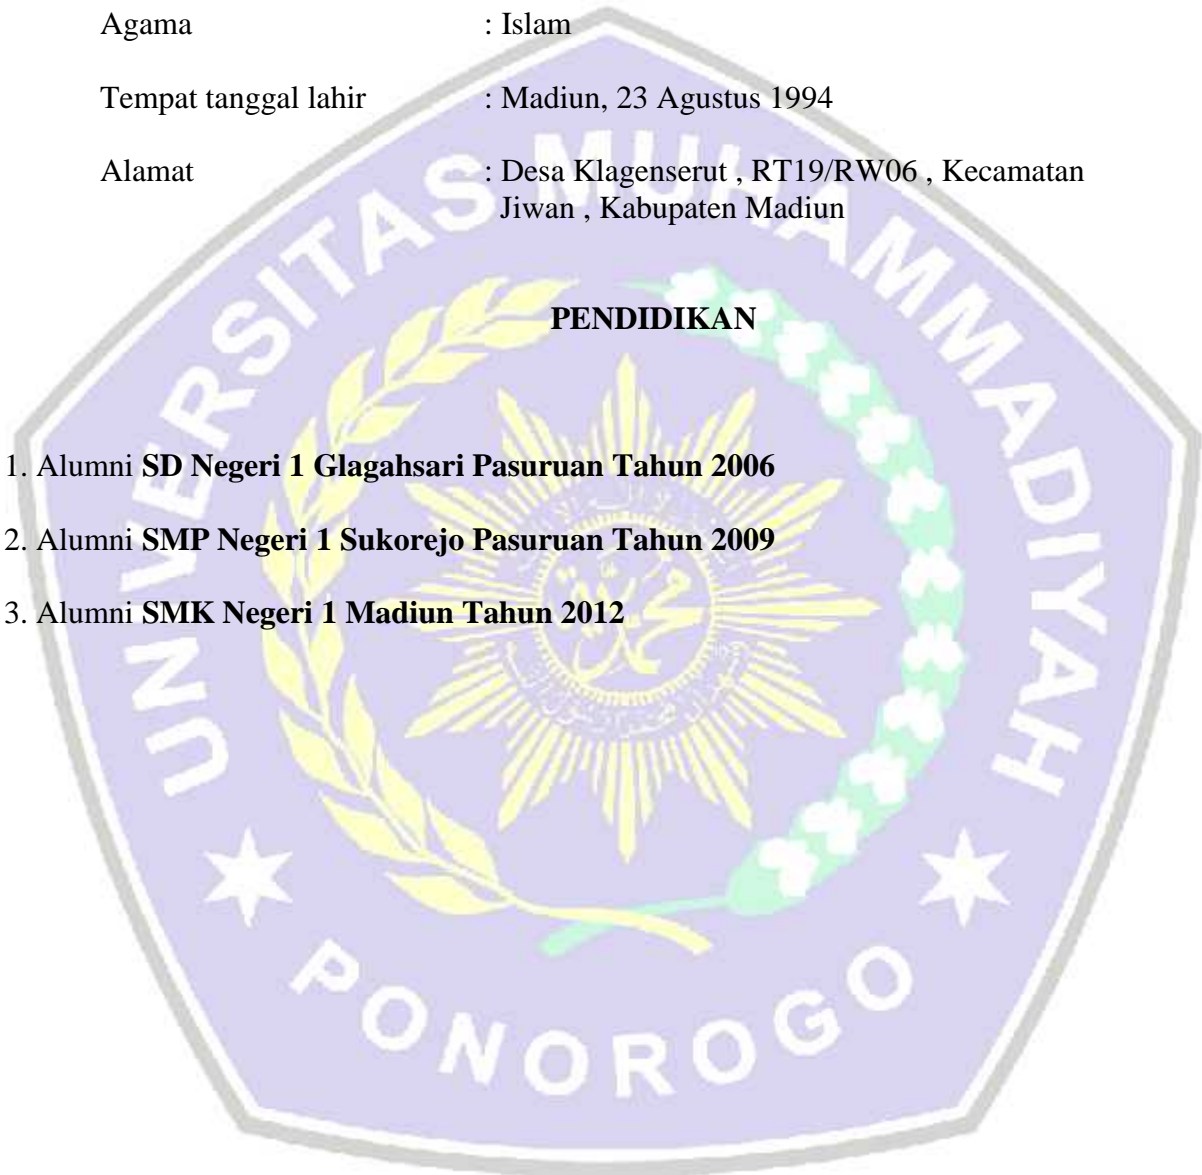 Agama : Islam
Tempat tanggal lahir : Madiun, 23 Agustus 1994
Alamat : Desa Klagenserut , RT19/RW06 , Kecamatan
Jiwan , Kabupaten Madiun
PENDIDIKAN
1. Alumni SD Negeri 1 Glagahsari Pasuruan Tahun 2006
2. Alumni SMP Negeri 1 Sukorejo Pasuruan Tahun 2009
3. Alumni SMK Negeri 1 Madiun Tahun 2012
UNIVERSITAS MUHAMMADIYAH
PONOROGO